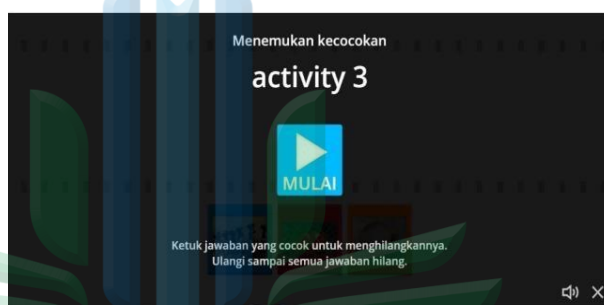 Menemukan kecocokan
activity 3
MULAI
Ketuk jawaban yang cocok untuk menghilangkannya.
Ulangi sampai semua jawaban hilang.